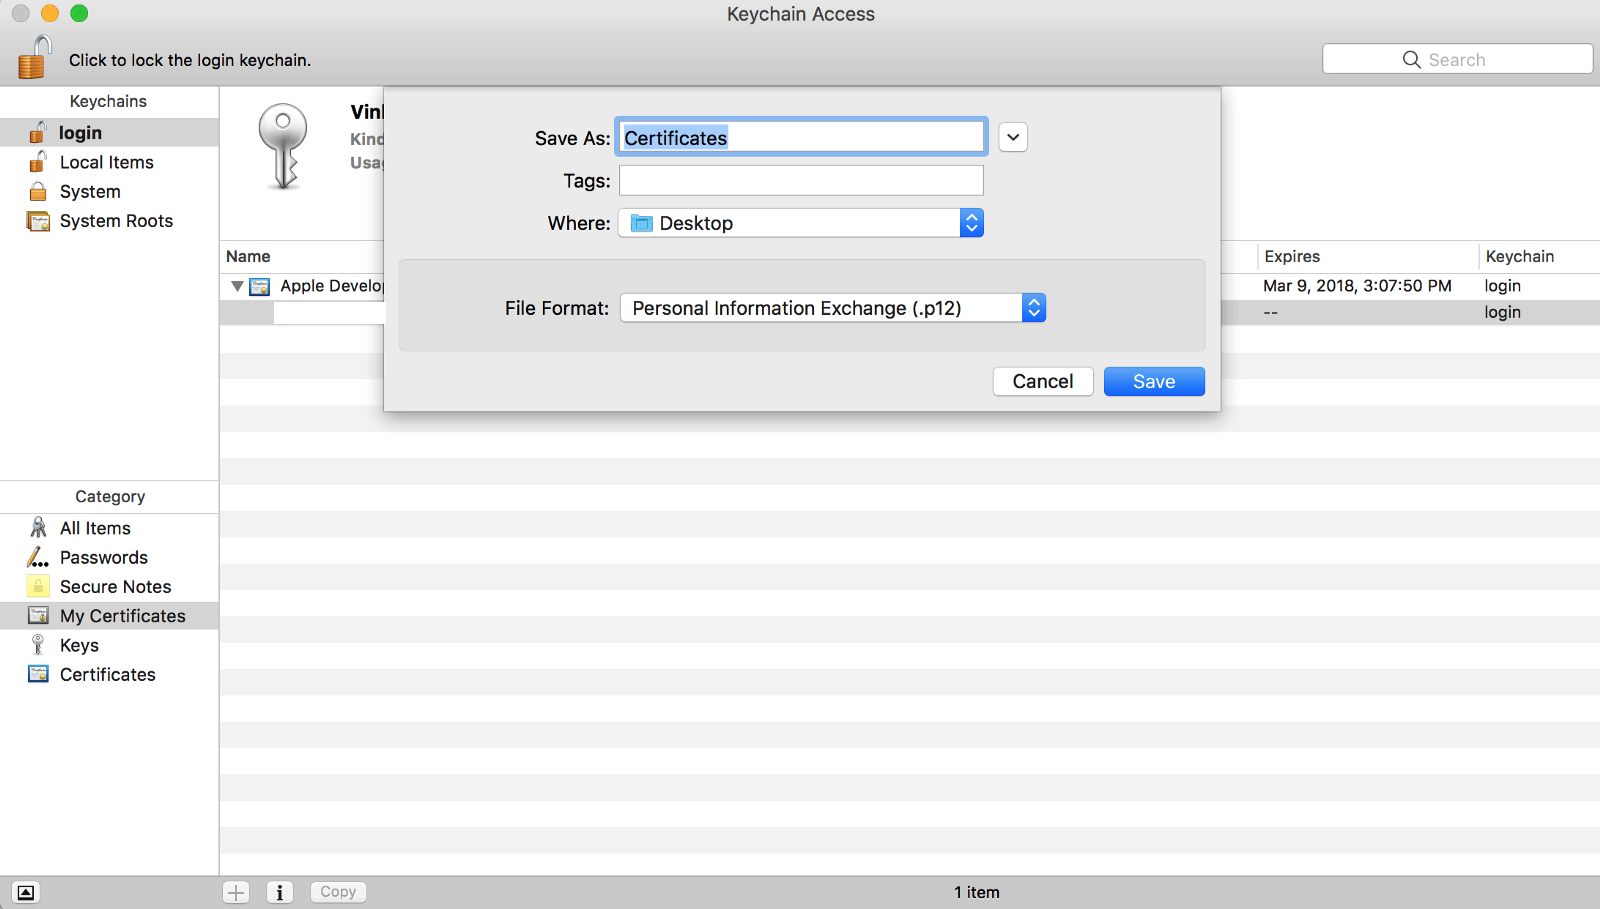 Keychain Access
Click to lock the login keychain.
Search
Keychains
login
Local Items
System
System Roots
Category
All Items
Passwords
Secure Notes
My Certificates
Keys
Certificates
Kind
Save As: Certificates
Tags:
Where: Desktop
File Format: Personal Information Exchange (.p12)
Cancel Save
Name Expires Keychain
Apple Develop Mar 9, 2018, 3:07:50 PM login
-- login
Copy
1 item